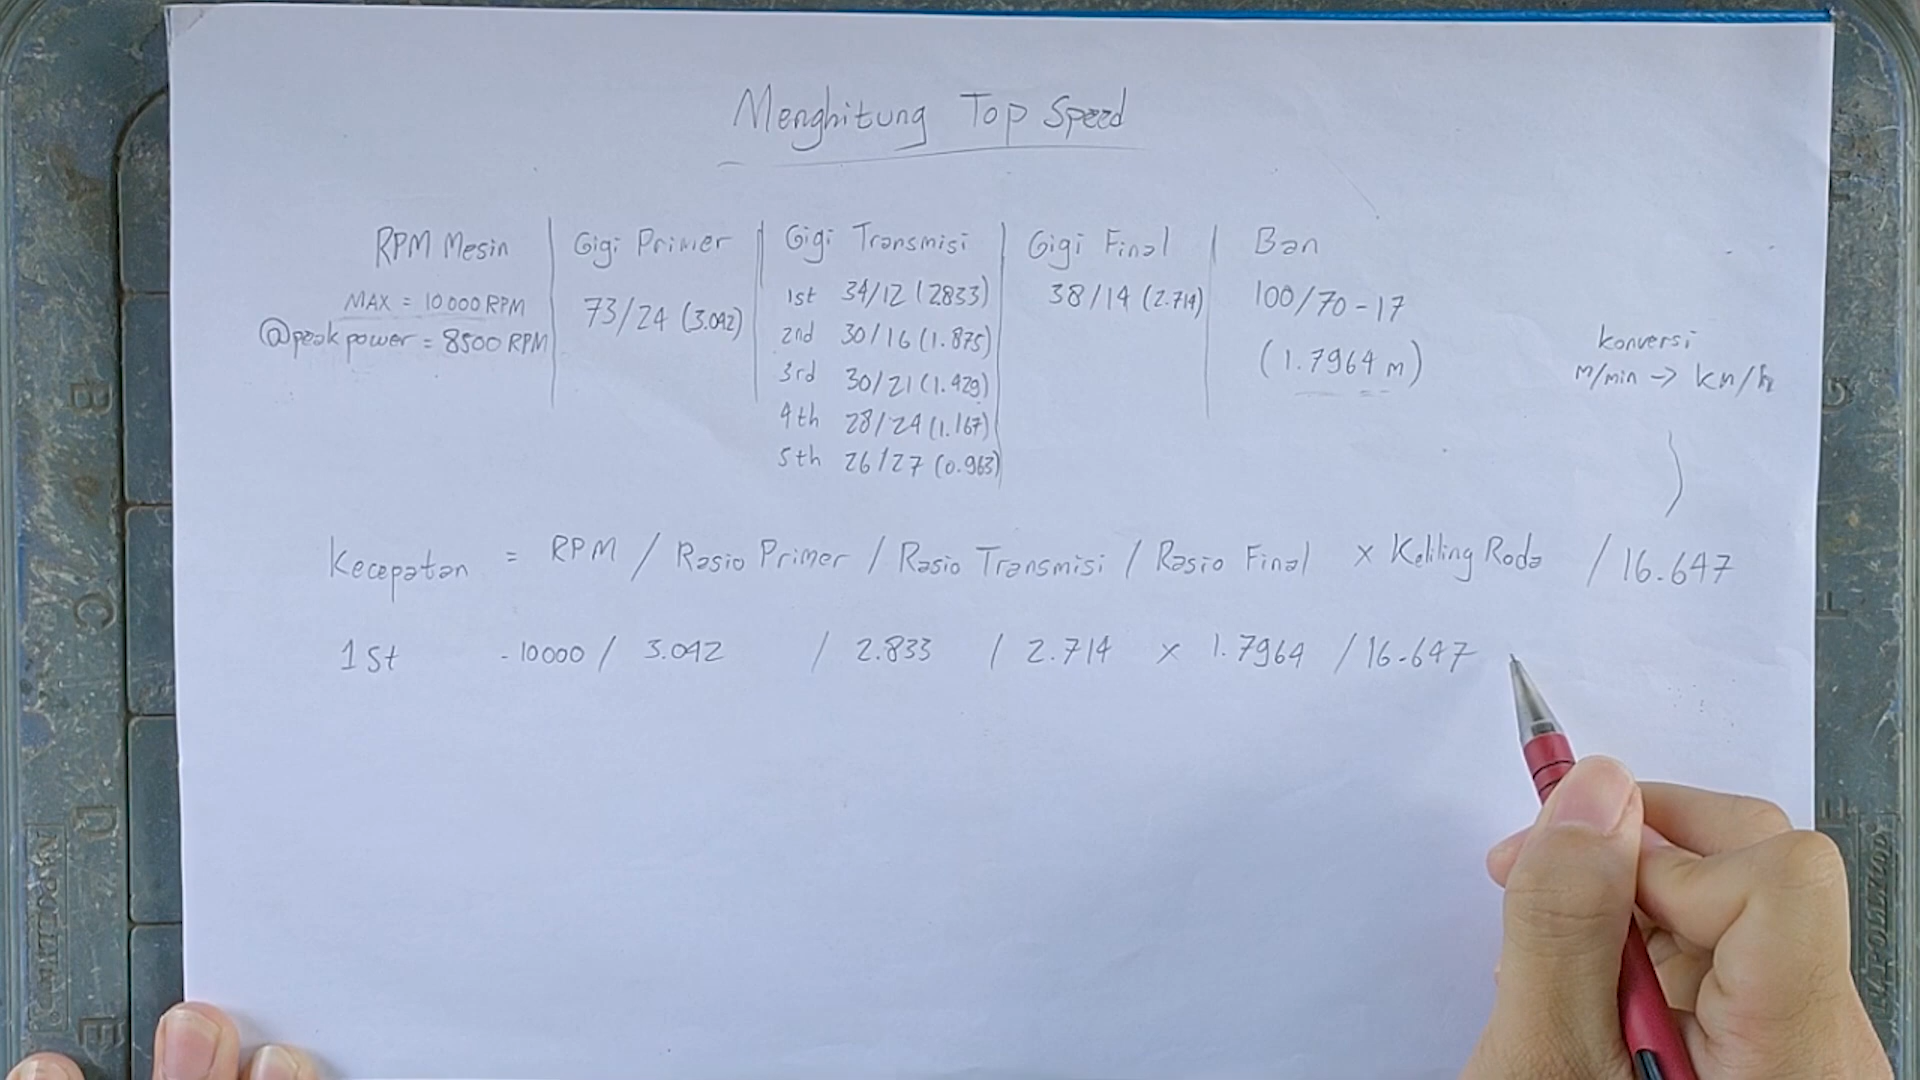 Menghitung Top Speed
RPM Mesin
MAX = 10000 RPM
@peak power = 8500 RPM
Gigi Primer
73/24 (3.042)
Gigi Transmisi
1st 34/12 (2833)
2nd 30/16 (1.875)
3rd 30/21 (1.429)
4th 28/24 (1.167)
5th 26/27 (0.963)
Gigi Final
38/14 (2.714)
Ban
100/70-17
(1.7964 m)
konversi
m/min -> km/h
Kecepatan = RPM / Rasio Primer / Rasio Transmisi / Rasio Final x Keliling Roda / 16.647
1st 10000 / 3.042 / 2.833 / 2.714 x 1.7964 / 16.647
A
B
C
D
E